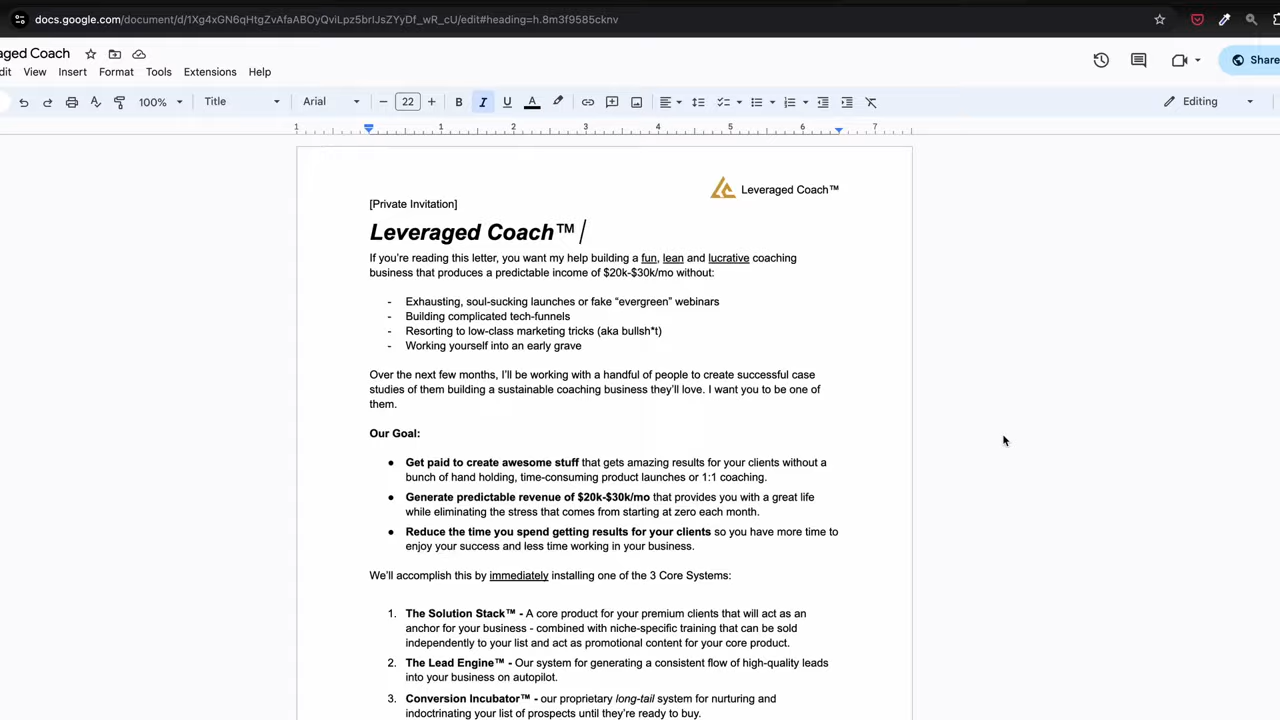 docs.google.com/document/d/1Xg4xGN6qHtgZvAfaABOyQviLpz5brIJsZYyDf_wR_cU/edit#heading=h.8m3f9585cknv
aged Coach
Share
dit View Insert Format Tools Extensions Help
100% Title Arial 22 B I U A Editing
1 1 2 3 4 5 6 7
Leveraged Coach™
[Private Invitation]
Leveraged Coach™
If you're reading this letter, you want my help building a fun, lean and lucrative coaching
business that produces a predictable income of $20k-$30k/mo without:
- Exhausting, soul-sucking launches or fake “evergreen” webinars
- Building complicated tech-funnels
- Resorting to low-class marketing tricks (aka bullsh*t)
- Working yourself into an early grave
Over the next few months, I'll be working with a handful of people to create successful case
studies of them building a sustainable coaching business they'll love. I want you to be one of
them.
Our Goal:
● Get paid to create awesome stuff that gets amazing results for your clients without a
bunch of hand holding, time-consuming product launches or 1:1 coaching.
● Generate predictable revenue of $20k-$30k/mo that provides you with a great life
while eliminating the stress that comes from starting at zero each month.
● Reduce the time you spend getting results for your clients so you have more time to
enjoy your success and less time working in your business.
We'll accomplish this by immediately installing one of the 3 Core Systems:
1. The Solution Stack™ - A core product for your premium clients that will act as an
anchor for your business - combined with niche-specific training that can be sold
independently to your list and act as promotional content for your core product.
2. The Lead Engine™ - Our system for generating a consistent flow of high-quality leads
into your business on autopilot.
3. Conversion Incubator™ - our proprietary long-tail system for nurturing and
indoctrinating your list of prospects until they're ready to buy.